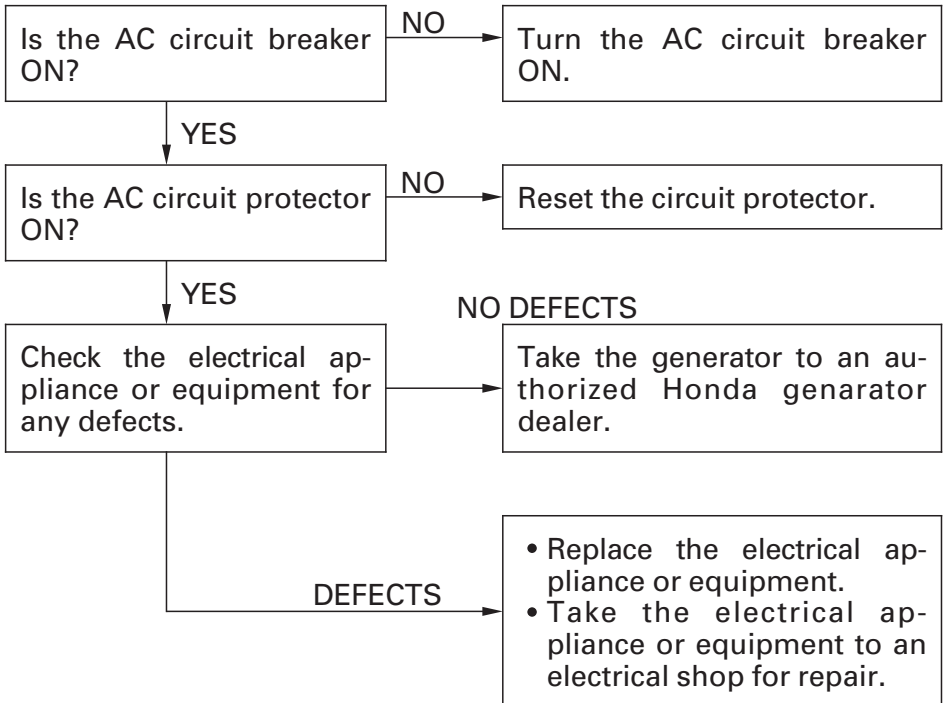 Is the AC circuit breaker
ON?
NO
Turn the AC circuit breaker
ON.
YES
Is the AC circuit protector
ON?
NO
Reset the circuit protector.
YES
NO DEFECTS
Check the electrical ap-
pliance or equipment for
any defects.
Take the generator to an au-
thorized Honda genarator
dealer.
DEFECTS
• Replace the electrical ap-
pliance or equipment.
• Take the electrical ap-
pliance or equipment to an
electrical shop for repair.